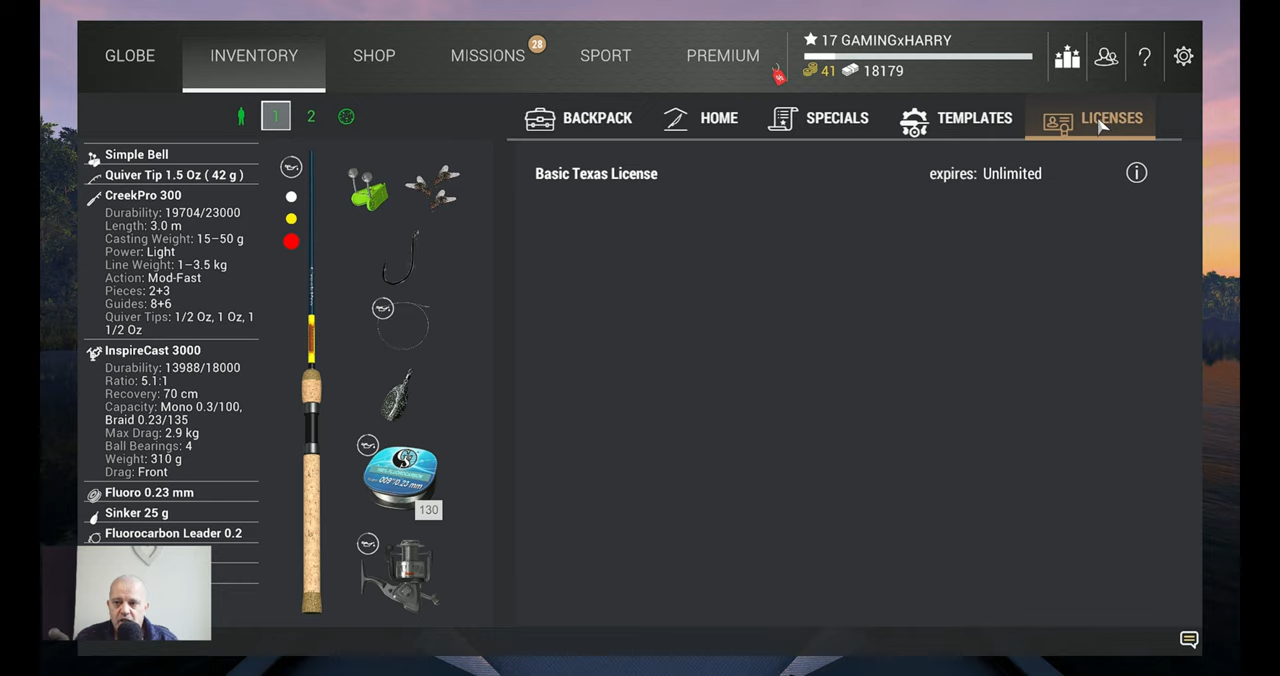 GLOBE
INVENTORY
SHOP
MISSIONS
28
SPORT
PREMIUM
17 GAMINGxHARRY
41 18179
1
2
BACKPACK
HOME
SPECIALS
TEMPLATES
LICENSES
Simple Bell
Quiver Tip 1.5 Oz ( 42 g )
CreekPro 300
Durability: 19704/23000
Length: 3.0 m
Casting Weight: 15–50 g
Power: Light
Line Weight: 1–3.5 kg
Action: Mod-Fast
Pieces: 2+3
Guides: 8+6
Quiver Tips: 1/2 Oz, 1 Oz, 1
1/2 Oz
InspireCast 3000
Durability: 13988/18000
Ratio: 5.1:1
Recovery: 70 cm
Capacity: Mono 0.3/100,
Braid 0.23/135
Max Drag: 2.9 kg
Ball Bearings: 4
Weight: 310 g
Drag: Front
Fluoro 0.23 mm
Sinker 25 g
Fluorocarbon Leader 0.2
130
Basic Texas License
expires: Unlimited